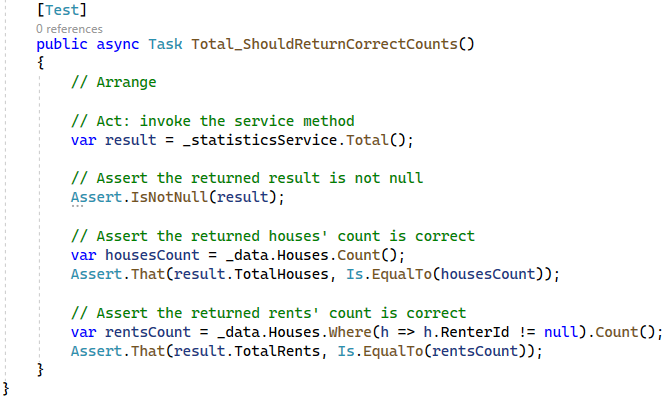 [Test]
0 references
public async Task Total_ShouldReturnCorrectCounts()
{
// Arrange
// Act: invoke the service method
var result = _statisticsService.Total();
// Assert the returned result is not null
Assert.IsNotNull(result);
// Assert the returned houses' count is correct
var housesCount = _data.Houses.Count();
Assert.That(result.TotalHouses, Is.EqualTo(housesCount));
// Assert the returned rents' count is correct
var rentsCount = _data.Houses.Where(h => h.RenterId != null).Count();
Assert.That(result.TotalRents, Is.EqualTo(rentsCount));
}
}